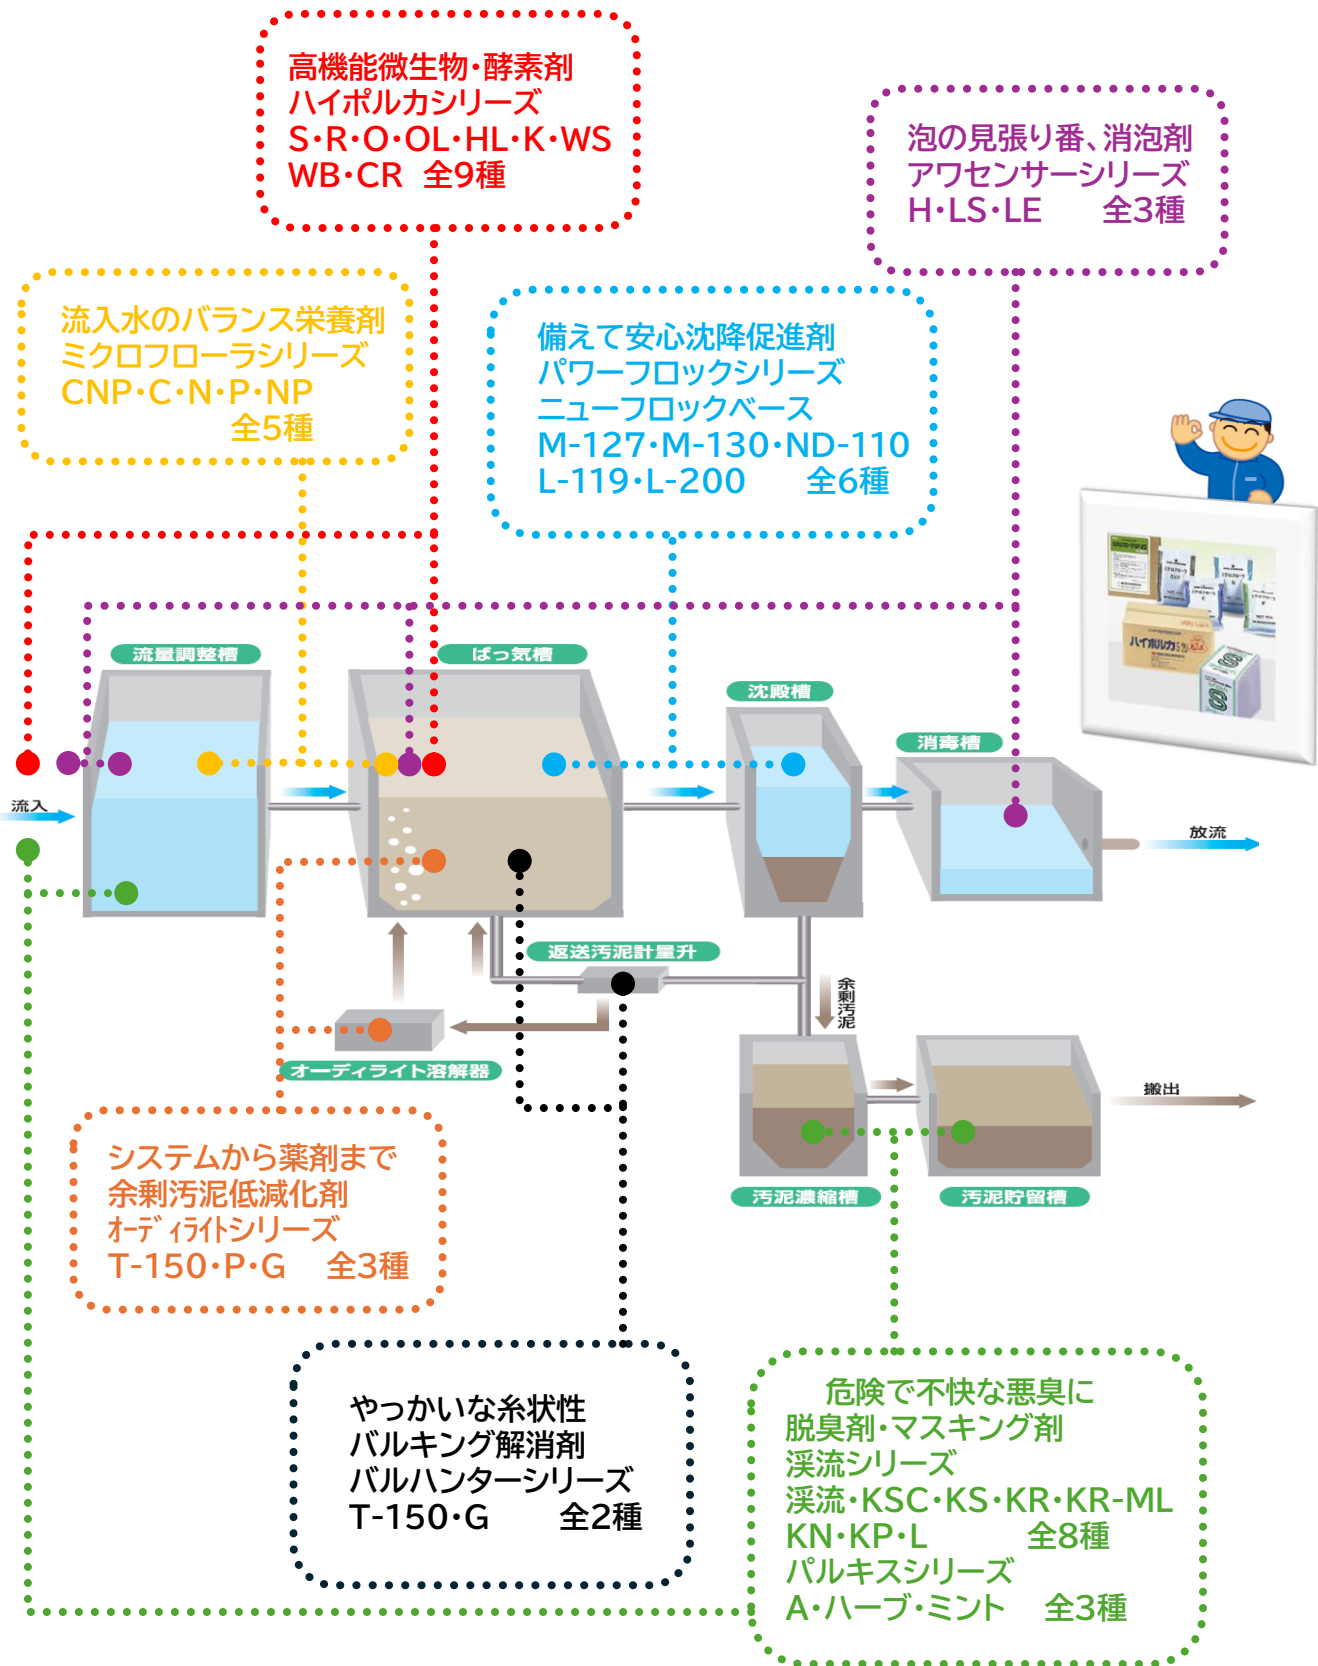 高機能微生物・酵素剤
ハイポルカシリーズ
S・R・O・OL・HL・K・WS
WB・CR 全9種
泡の見張り番、消泡剤
アワセンサーシリーズ
H・LS・LE 全3種
流入水のバランス栄養剤
ミクロフローラシリーズ
CNP・C・N・P・NP
全5種
備えて安心沈降促進剤
パワーフロックシリーズ
ニューフロックベース
M-127・M-130・ND-110
L-119・L-200 全6種
ハイポルカS
流量調整槽
ばっ気槽
沈殿槽
消毒槽
流入
放流
返送汚泥計量升
余剰汚泥
オーディライト溶解器
搬出
汚泥濃縮槽
汚泥貯留槽
システムから薬剤まで
余剰汚泥低減化剤
オーディライトシリーズ
T-150・P・G 全3種
やっかいな糸状性
バルキング解消剤
バルハンターシリーズ
T-150・G 全2種
危険で不快な悪臭に
脱臭剤・マスキング剤
渓流シリーズ
渓流・KSC・KS・KR・KR-ML
KN・KP・L 全8種
パルキスシリーズ
A・ハーブ・ミント 全3種